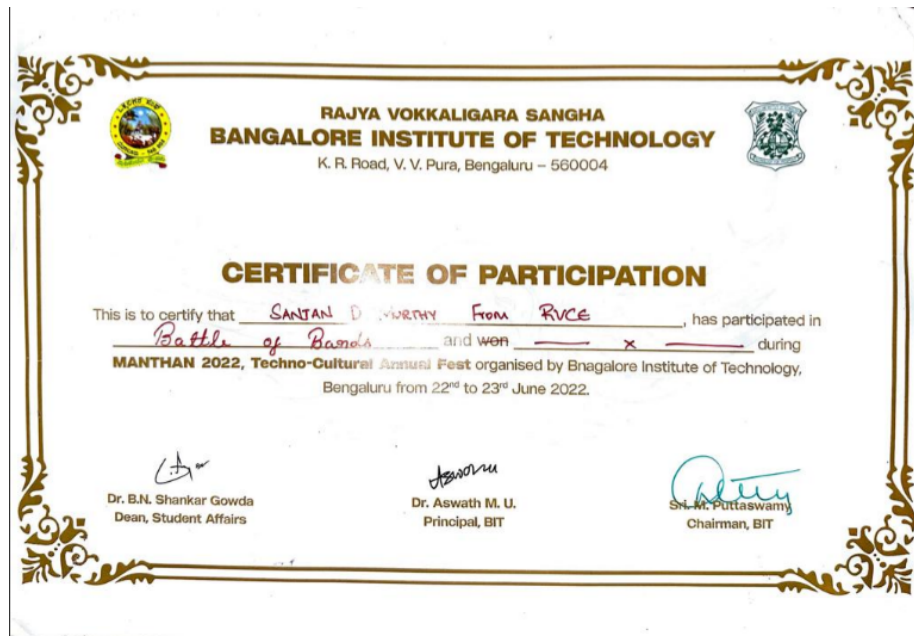 RAJYA VOKKALIGARA SANGHA
BANGALORE INSTITUTE OF TECHNOLOGY
K. R. Road, V. V. Pura, Bengaluru – 560004
CERTIFICATE OF PARTICIPATION
This is to certify that SANJAN D MURTHY From RVCE, has participated in
Battle of Bands and won — x — during
MANTHAN 2022, Techno-Cultural Annual Fest organised by Bnagalore Institute of Technology,
Bengaluru from 22nd to 23rd June 2022.
Dr. B.N. Shankar Gowda
Dean, Student Affairs
Dr. Aswath M. U.
Principal, BIT
Sri. M. Puttaswamy
Chairman, BIT